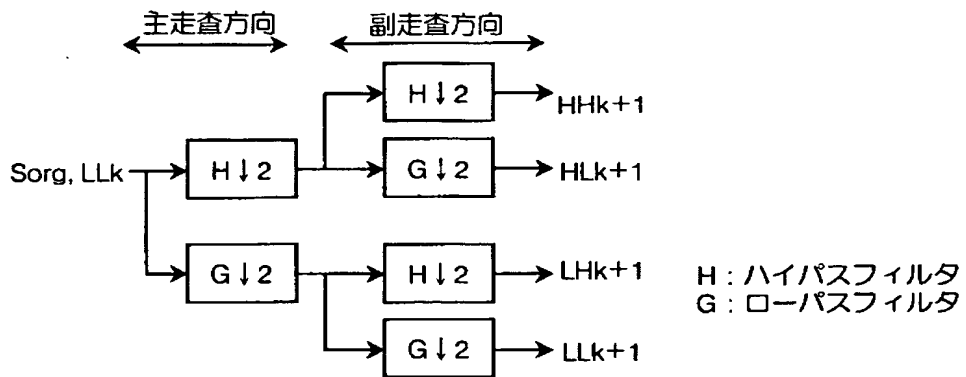 主走査方向
副走査方向
H↓2
HHk+1
Sorg, LLk
H↓2
G↓2
HLk+1
G↓2
H↓2
LHk+1
G↓2
LLk+1
H：ハイパスフィルタ
G：ローパスフィルタ